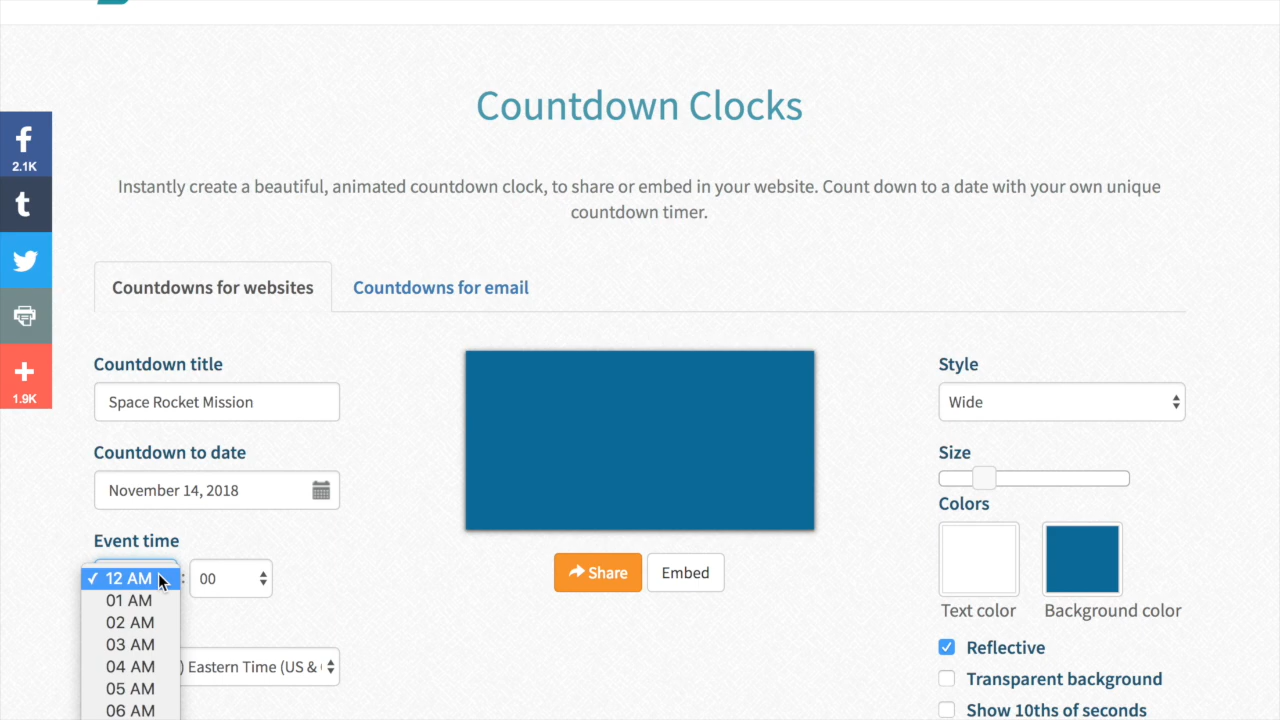 Countdown Clocks
Instantly create a beautiful, animated countdown clock, to share or embed in your website. Count down to a date with your own unique
countdown timer.
2.1K
1.9K
Countdowns for websites
Countdowns for email
Countdown title
Space Rocket Mission
Countdown to date
November 14, 2018
Event time
✓ 12 AM : 00
01 AM
02 AM
03 AM
04 AM
05 AM
06 AM
) Eastern Time (US &
Share
Embed
Style
Wide
Size
Colors
Text color
Background color
Reflective
Transparent background
Show 10ths of seconds